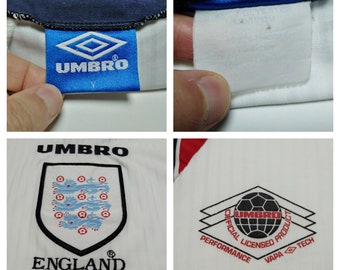 UMBRO
Y
UMBRO
ENGLAND
UMBRO
OFFICIAL LICENSED PRODUCT
PERFORMANCE VAPA TECH